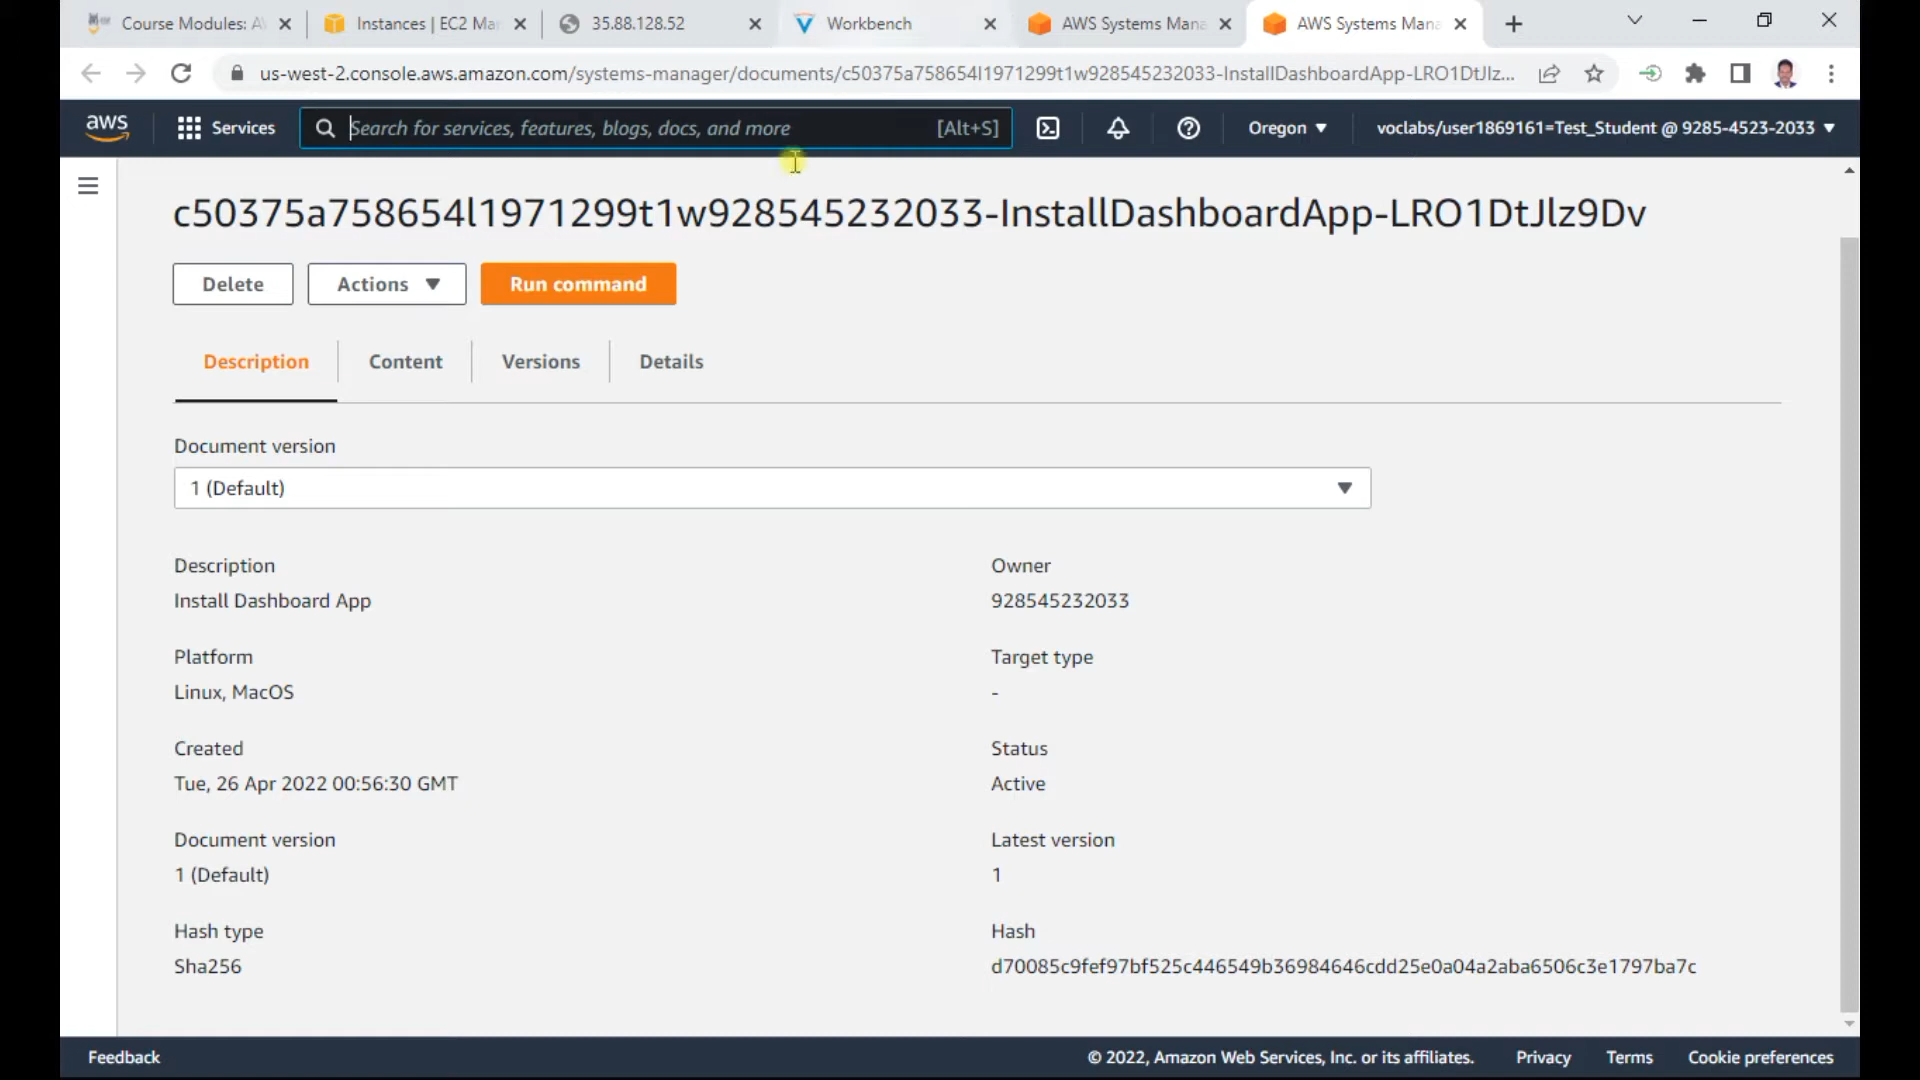 Course Modules: A
Instances | EC2 Ma
35.88.128.52
Workbench
AWS Systems Mana
AWS Systems Mana
us-west-2.console.aws.amazon.com/systems-manager/documents/c50375a758654l1971299t1w928545232033-InstallDashboardApp-LRO1DtJlz...
aws
Services
Search for services, features, blogs, docs, and more
[Alt+S]
Oregon
voclabs/user1869161=Test_Student @ 9285-4523-2033
c50375a758654l1971299t1w928545232033-InstallDashboardApp-LRO1DtJlz9Dv
Delete
Actions
Run command
Description
Content
Versions
Details
Document version
1 (Default)
Description
Install Dashboard App
Owner
928545232033
Platform
Linux, MacOS
Target type
-
Created
Tue, 26 Apr 2022 00:56:30 GMT
Status
Active
Document version
1 (Default)
Latest version
1
Hash type
Sha256
Hash
d70085c9fef97bf525c446549b36984646cdd25e0a04a2aba6506c3e1797ba7c
Feedback
© 2022, Amazon Web Services, Inc. or its affiliates.
Privacy
Terms
Cookie preferences